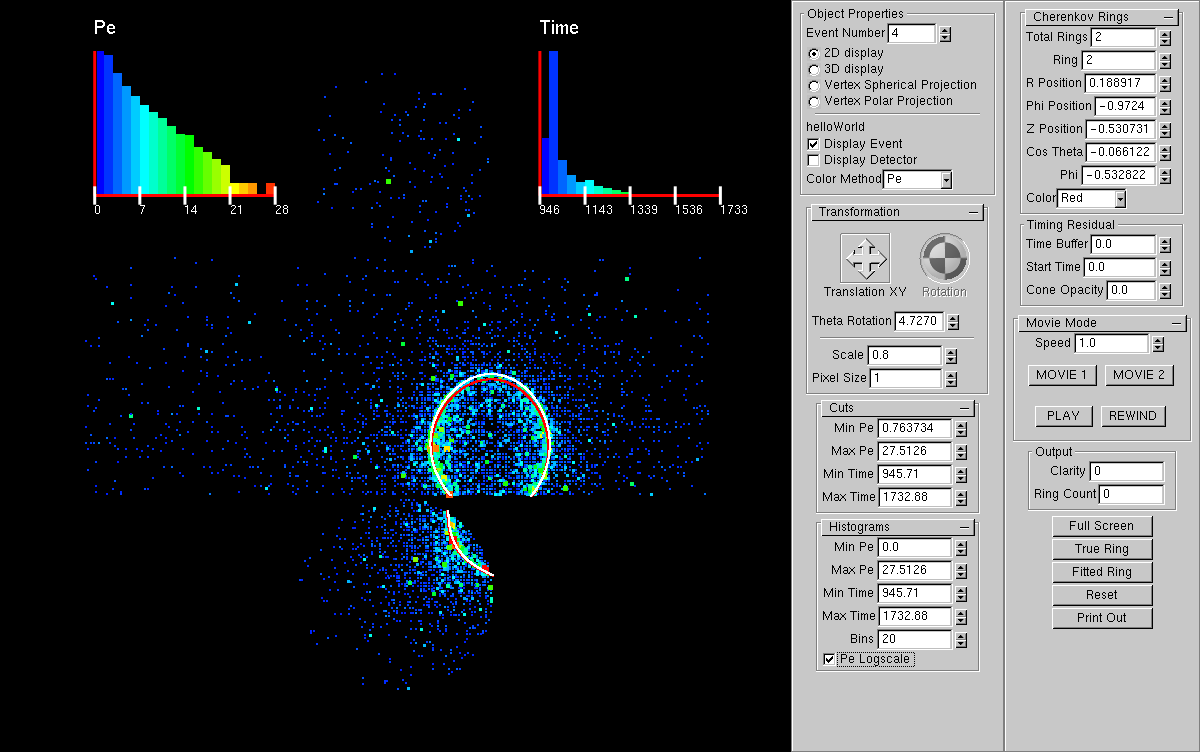 Pe
0 7 14 21 28
Time
946 1143 1339 1536 1733
Object Properties
Event Number 4
2D display
3D display
Vertex Spherical Projection
Vertex Polar Projection
helloWorld
Display Event
Display Detector
Color Method Pe
Transformation
Translation XY Rotation
Theta Rotation 4.7270
Scale 0.8
Pixel Size 1
Cuts
Min Pe 0.763734
Max Pe 27.5126
Min Time 945.71
Max Time 1732.88
Histograms
Min Pe 0.0
Max Pe 27.5126
Min Time 945.71
Max Time 1732.88
Bins 20
Pe Logscale
Cherenkov Rings
Total Rings 2
Ring 2
R Position 0.188917
Phi Position -0.9724
Z Position -0.530731
Cos Theta -0.066122
Phi -0.532822
Color Red
Timing Residual
Time Buffer 0.0
Start Time 0.0
Cone Opacity 0.0
Movie Mode
Speed 1.0
MOVIE 1 MOVIE 2
PLAY REWIND
Output
Clarity 0
Ring Count 0
Full Screen
True Ring
Fitted Ring
Reset
Print Out